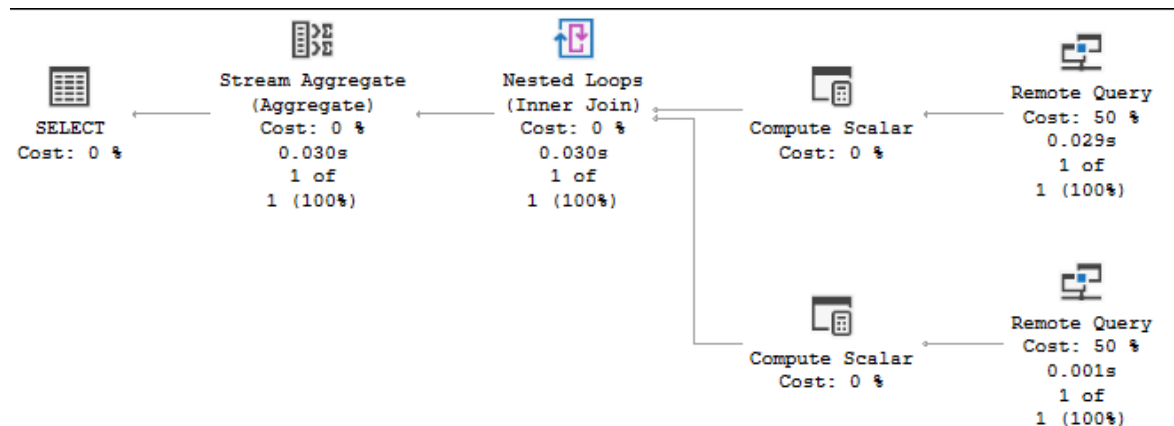 SELECT
Cost: 0 %
Stream Aggregate
(Aggregate)
Cost: 0 %
0.030s
1 of
1 (100%)
Nested Loops
(Inner Join)
Cost: 0 %
0.030s
1 of
1 (100%)
Compute Scalar
Cost: 0 %
Remote Query
Cost: 50 %
0.029s
1 of
1 (100%)
Compute Scalar
Cost: 0 %
Remote Query
Cost: 50 %
0.001s
1 of
1 (100%)